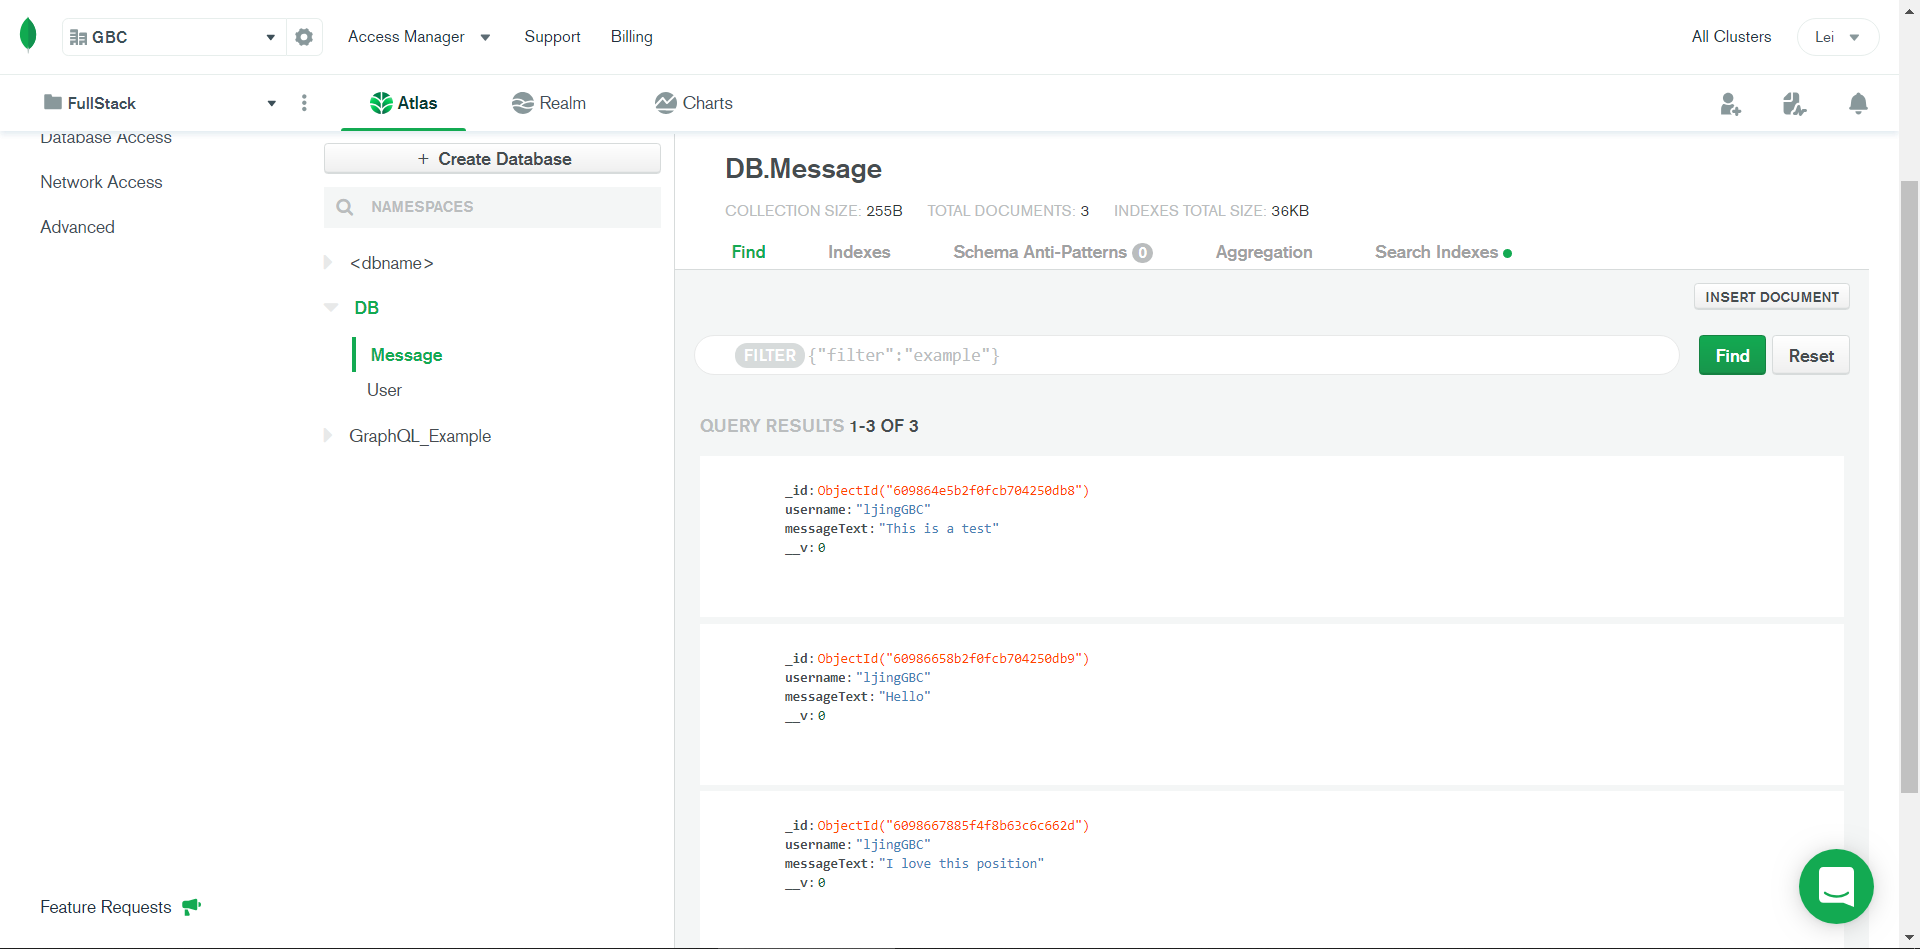 GBC
Access Manager
Support
Billing
All Clusters
Lei
FullStack
Atlas
Realm
Charts
Database Access
Network Access
Advanced
Feature Requests
+ Create Database
NAMESPACES
<dbname>
DB
Message
User
GraphQL_Example
DB.Message
COLLECTION SIZE: 255B TOTAL DOCUMENTS: 3 INDEXES TOTAL SIZE: 36KB
Find Indexes Schema Anti-Patterns 0 Aggregation Search Indexes
INSERT DOCUMENT
FILTER {"filter":"example"}
Find
Reset
QUERY RESULTS 1-3 OF 3
_id: ObjectId("609864e5b2f0fcb704250db8")
username: "ljingGBC"
messageText: "This is a test"
__v: 0
_id: ObjectId("60986658b2f0fcb704250db9")
username: "ljingGBC"
messageText: "Hello"
__v: 0
_id: ObjectId("6098667885f4f8b63c6c662d")
username: "ljingGBC"
messageText: "I love this position"
__v: 0